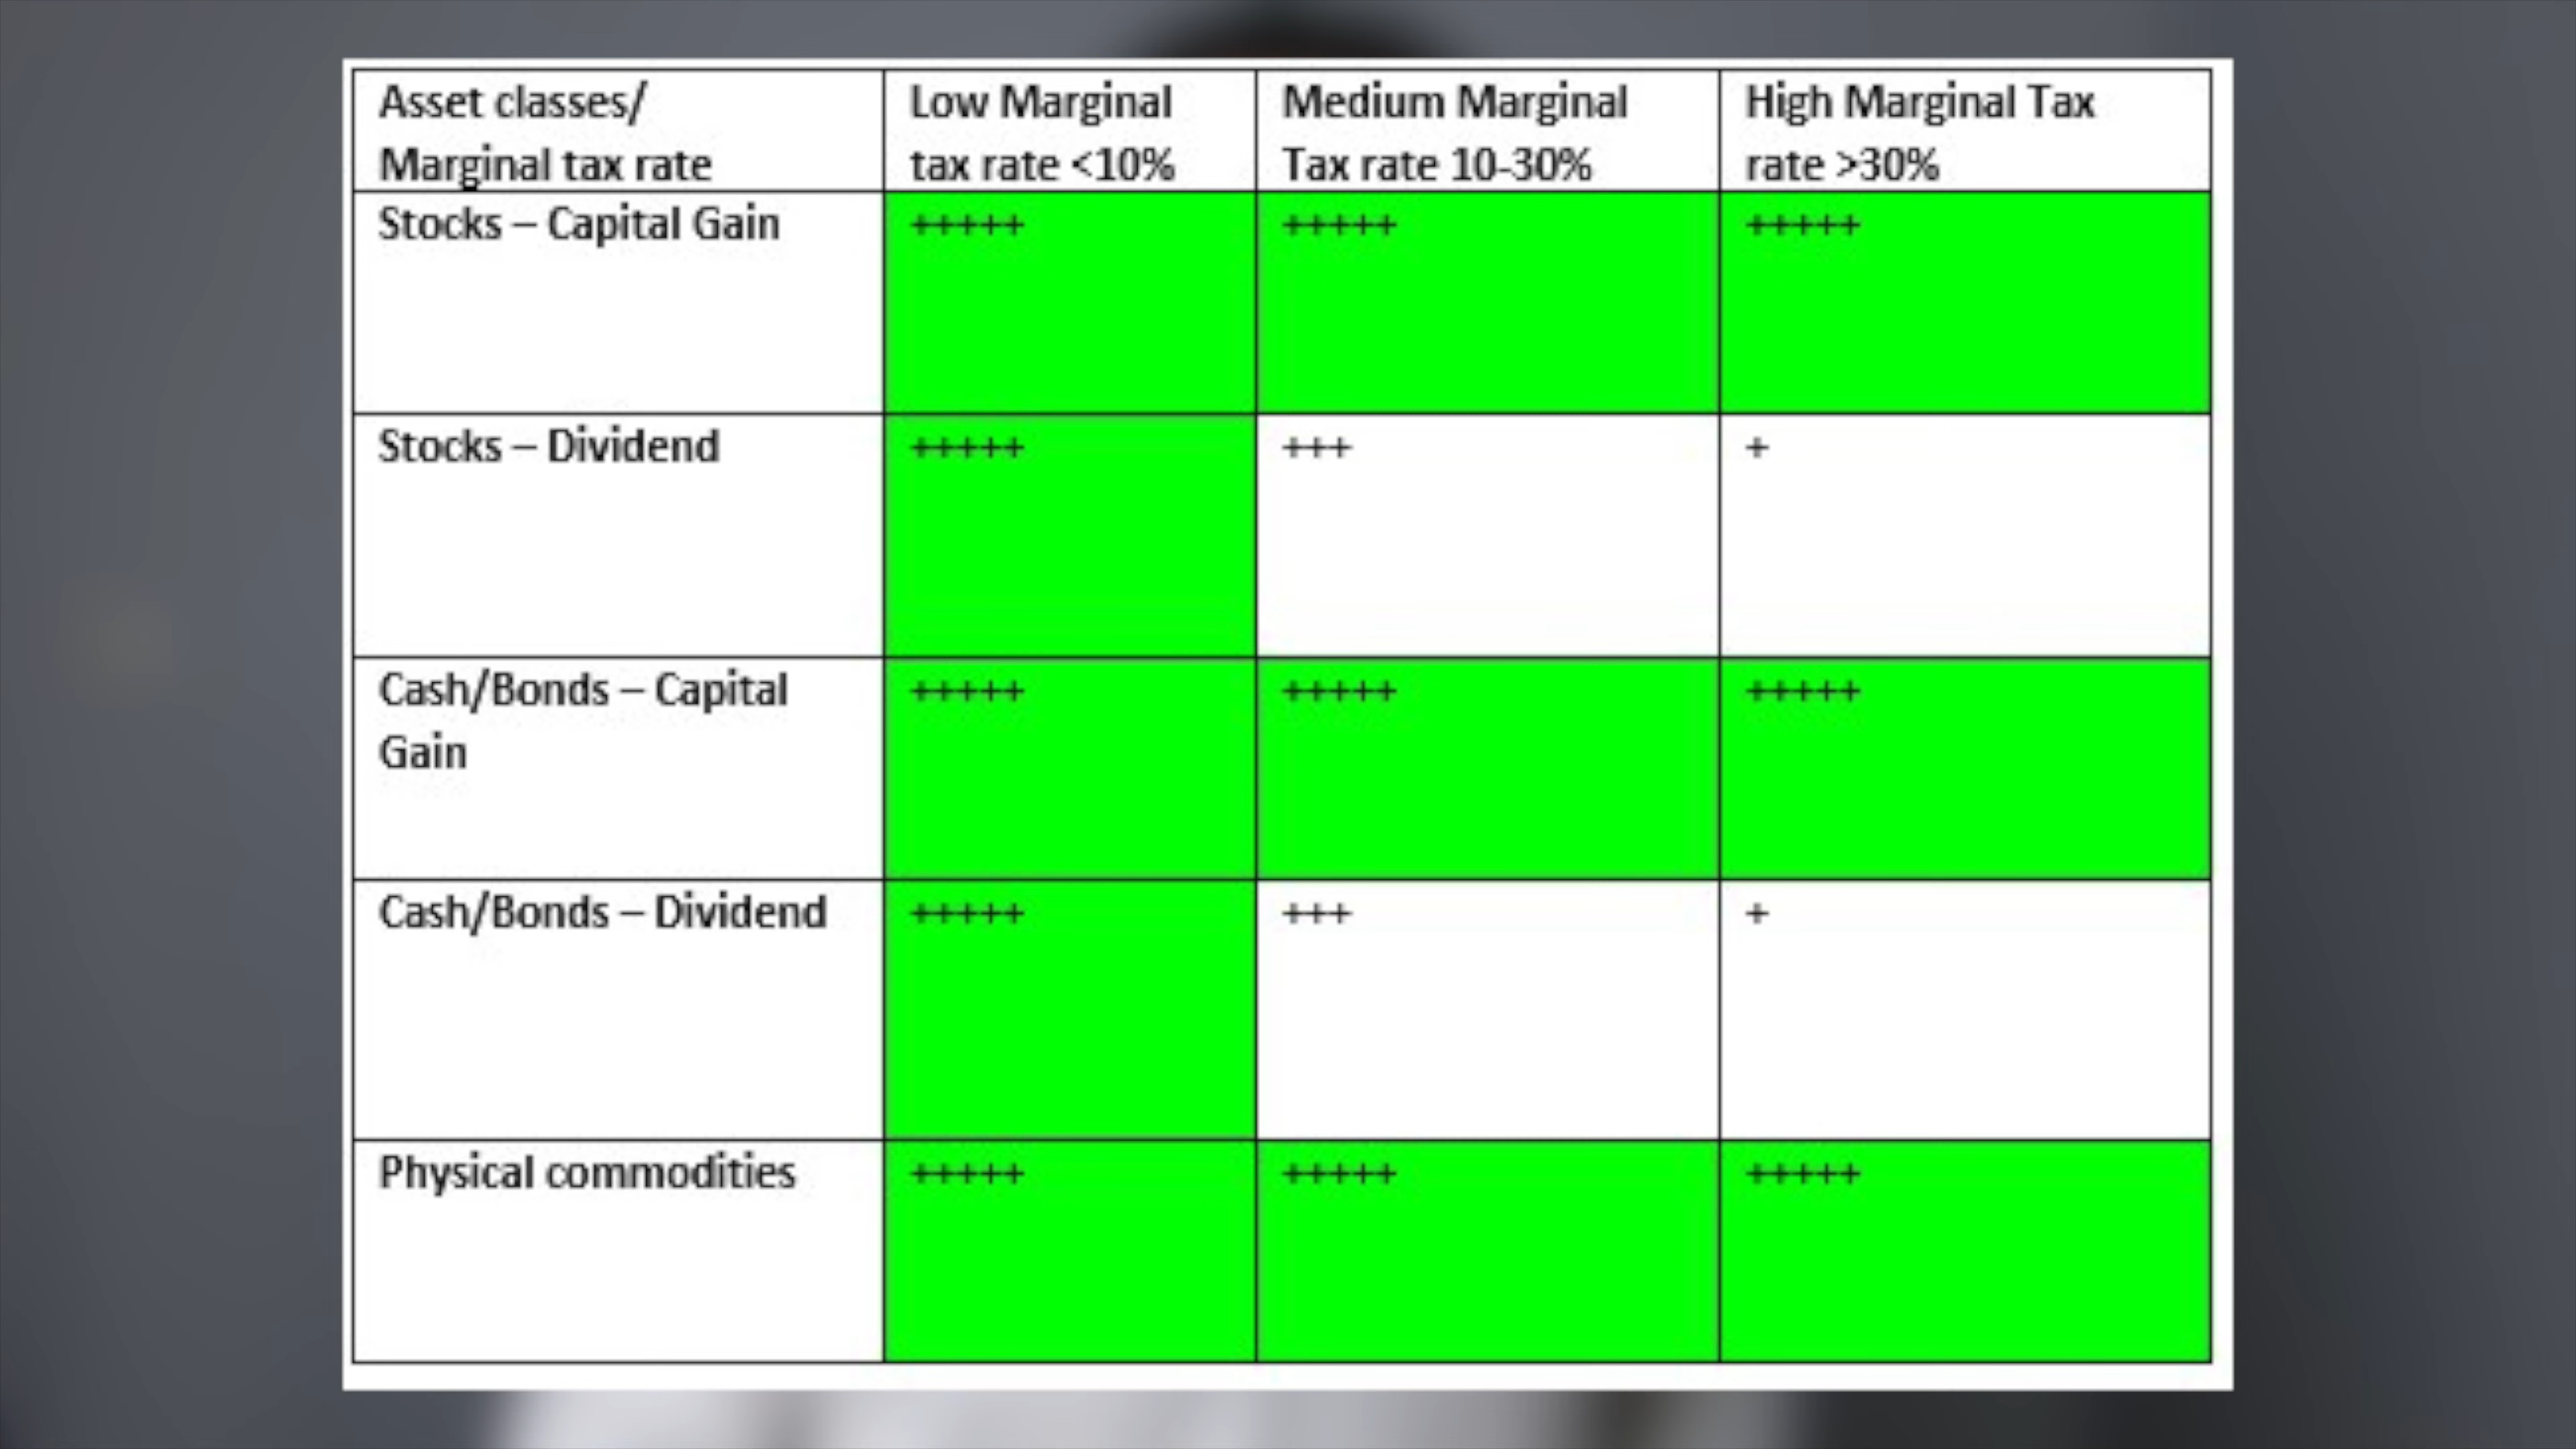 Asset classes/
Marginal tax rate
Low Marginal
tax rate <10%
Medium Marginal
Tax rate 10-30%
High Marginal Tax
rate >30%
Stocks – Capital Gain
+++++
+++++
+++++
Stocks – Dividend
+++++
+++
+
Cash/Bonds – Capital
Gain
+++++
+++++
+++++
Cash/Bonds – Dividend
+++++
+++
+
Physical commodities
+++++
+++++
+++++